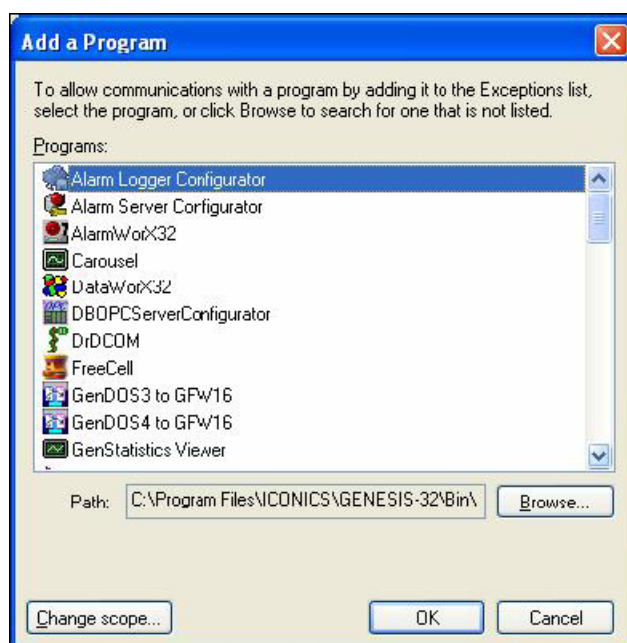 Add a Program
To allow communications with a program by adding it to the Exceptions list,
select the program, or click Browse to search for one that is not listed.
Programs:
Alarm Logger Configurator
Alarm Server Configurator
AlarmWorX32
Carousel
DataWorX32
DBOPCServerConfigurator
DrDCOM
FreeCell
GenDOS3 to GFW16
GenDOS4 to GFW16
GenStatistics Viewer
Path: C:\Program Files\ICONICS\GENESIS-32\Bin\ Browse...
Change scope... OK Cancel